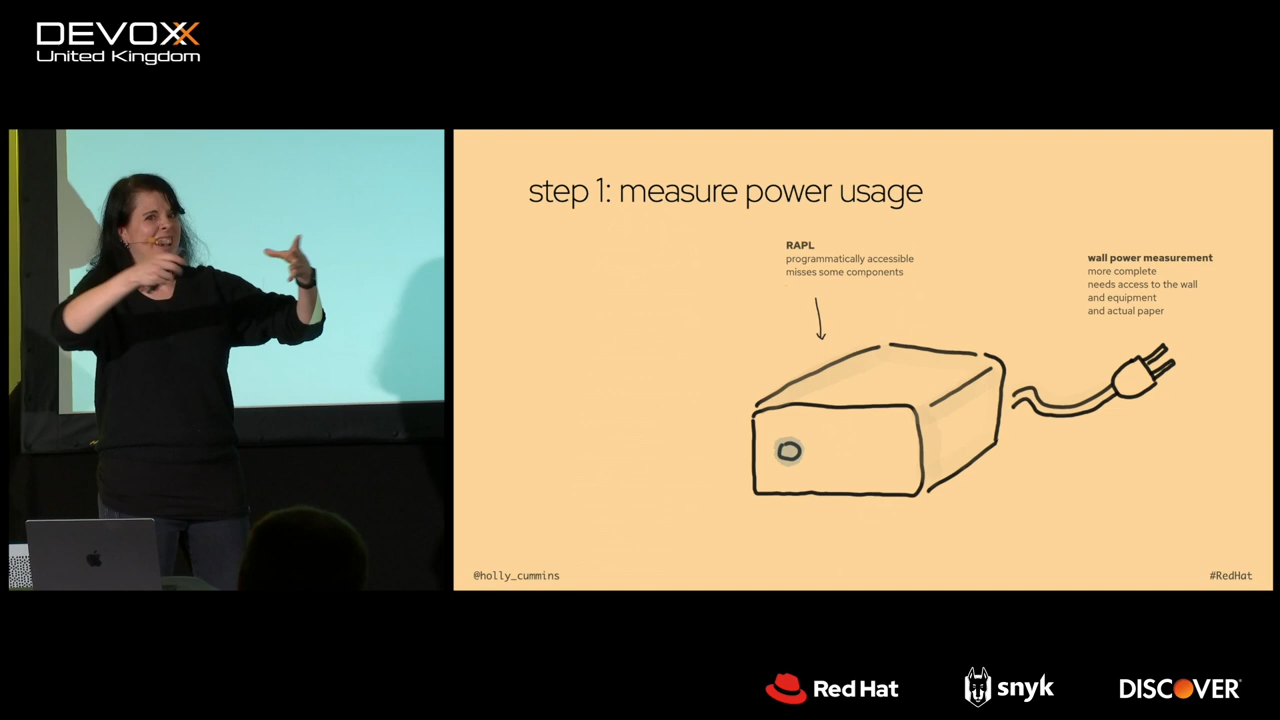 DEVOXX
United Kingdom
step 1: measure power usage
RAPL
programmatically accessible
misses some components
wall power measurement
more complete
needs access to the wall
and equipment
and actual paper
@holly_cummins
#RedHat
Red Hat
snyk
DISCOVER